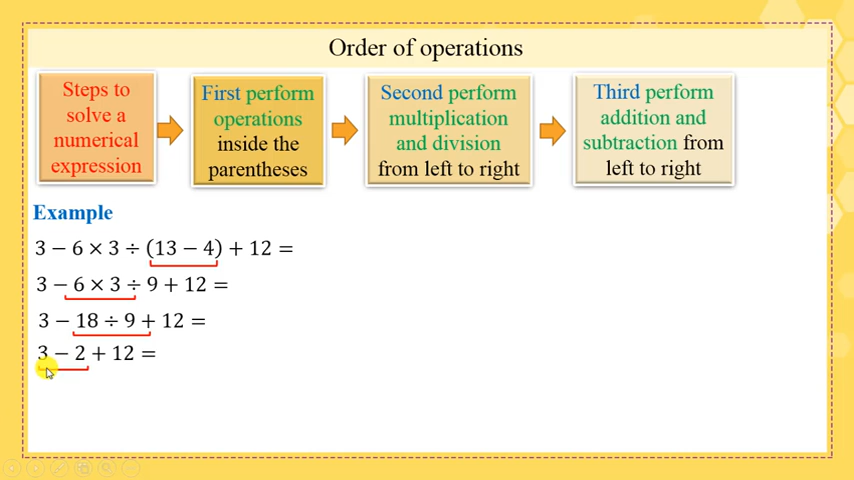 Order of operations
Steps to
solve a
numerical
expression
First perform
operations
inside the
parentheses
Second perform
multiplication
and division
from left to right
Third perform
addition and
subtraction from
left to right
Example
3 − 6 × 3 ÷ (13 − 4) + 12 =
3 − 6 × 3 ÷ 9 + 12 =
3 − 18 ÷ 9 + 12 =
3 − 2 + 12 =